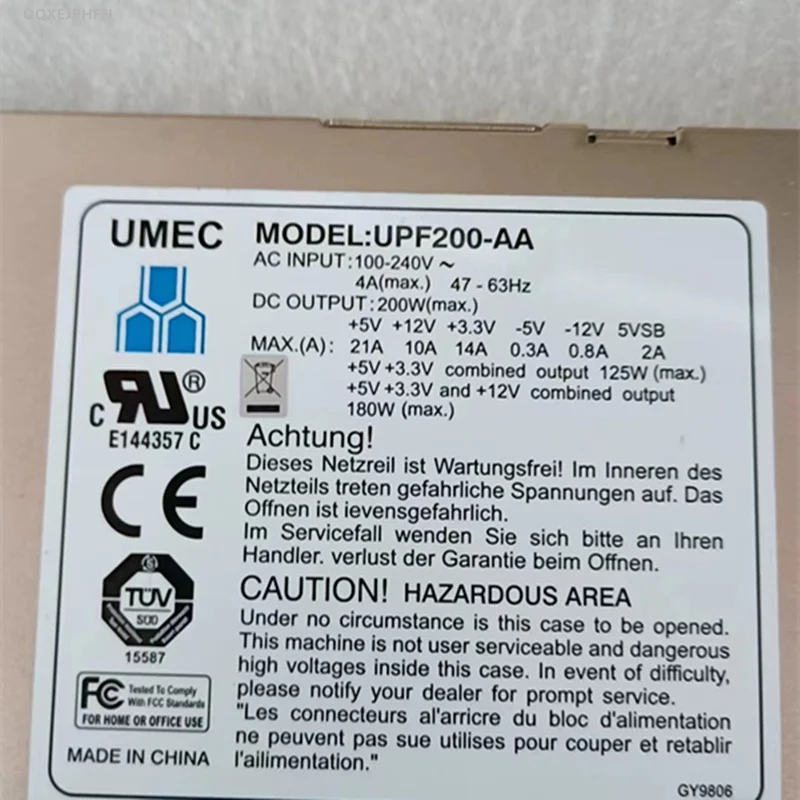 QOXEJPHFN
UMEC MODEL:UPF200-AA
AC INPUT:100-240V ~
4A(max.) 47 - 63Hz
DC OUTPUT:200W(max.)
+5V +12V +3.3V -5V -12V 5VSB
MAX.(A): 21A 10A 14A 0.3A 0.8A 2A
+5V +3.3V combined output 125W (max.)
+5V +3.3V and +12V combined output
180W (max.)
C RU ® US
E144357 C
Achtung!
Dieses Netzreil ist Wartungsfrei! Im Inneren des
Netzteils treten gefahrliche Spannungen auf. Das
Offnen ist ievensgefahrlich.
Im Servicefall wenden Sie sich bitte an Ihren
Handler. verlust der Garantie beim Offnen.
CE
TÜV
SÜD
15587
CAUTION! HAZARDOUS AREA
Under no circumstance is this case to be opened.
This machine is not user serviceable and dangerous
high voltages inside this case. In event of difficulty,
please notify your dealer for prompt service.
"Les connecteurs al'arricre du bloc d'alimentation
ne peuvent pas sue utilises pour couper et retablir
l'ailimentation."
FC Tested To Comply
With FCC Standards
FOR HOME OR OFFICE USE
MADE IN CHINA
GY9806